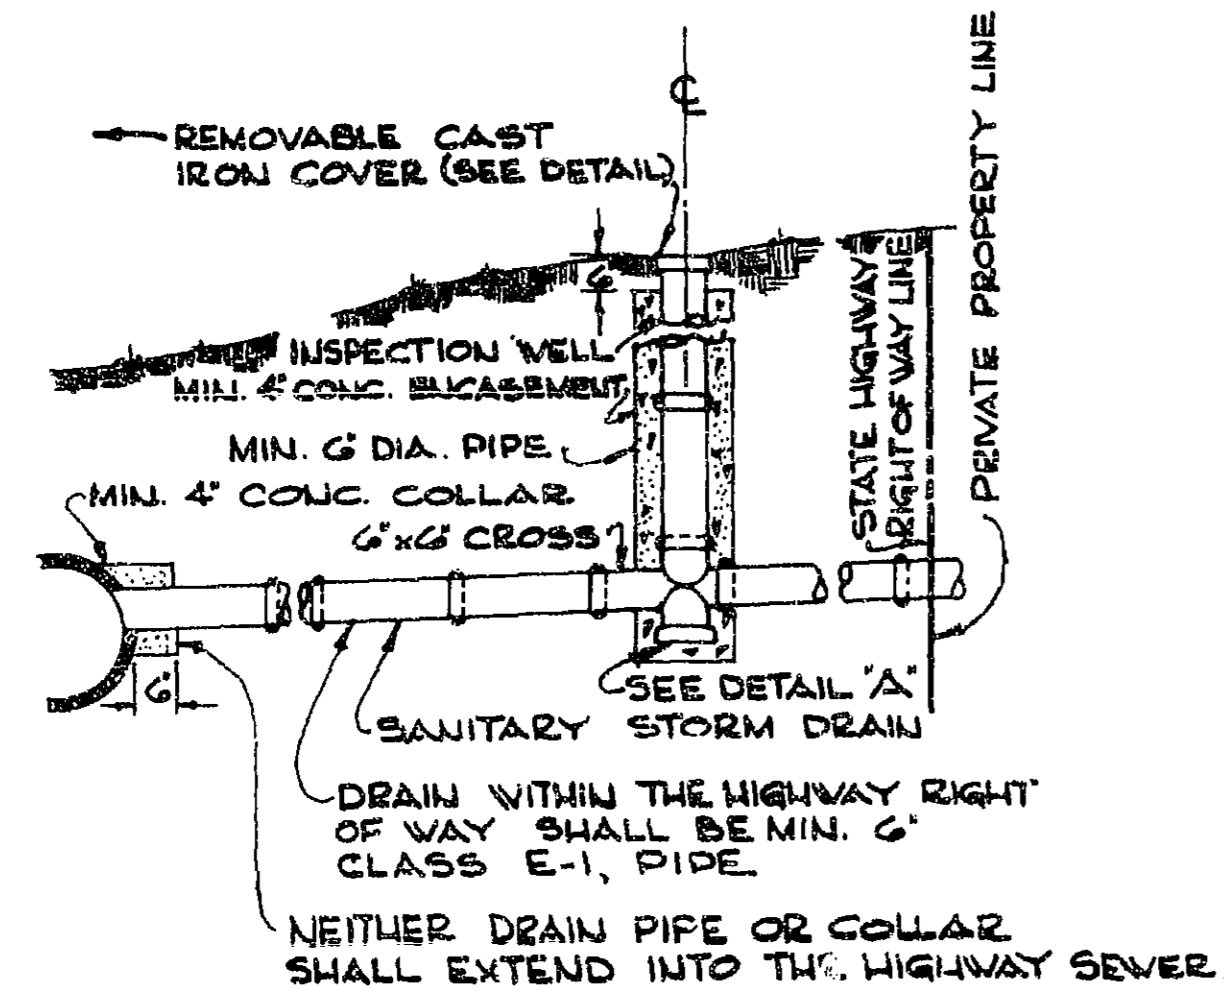 ℄
REMOVABLE CAST
IRON COVER (SEE DETAIL)
6"
INSPECTION WELL
MIN. 4" CONC. ENCASEMENT
MIN. 6" DIA. PIPE
MIN. 4" CONC. COLLAR
6"x6" CROSS
STATE HIGHWAY
RIGHT OF WAY LINE
PRIVATE PROPERTY LINE
6"
SEE DETAIL "A"
SANITARY STORM DRAIN
DRAIN WITHIN THE HIGHWAY RIGHT
OF WAY SHALL BE MIN. 6"
CLASS E-1, PIPE.
NEITHER DRAIN PIPE OR COLLAR
SHALL EXTEND INTO THE HIGHWAY SEWER.